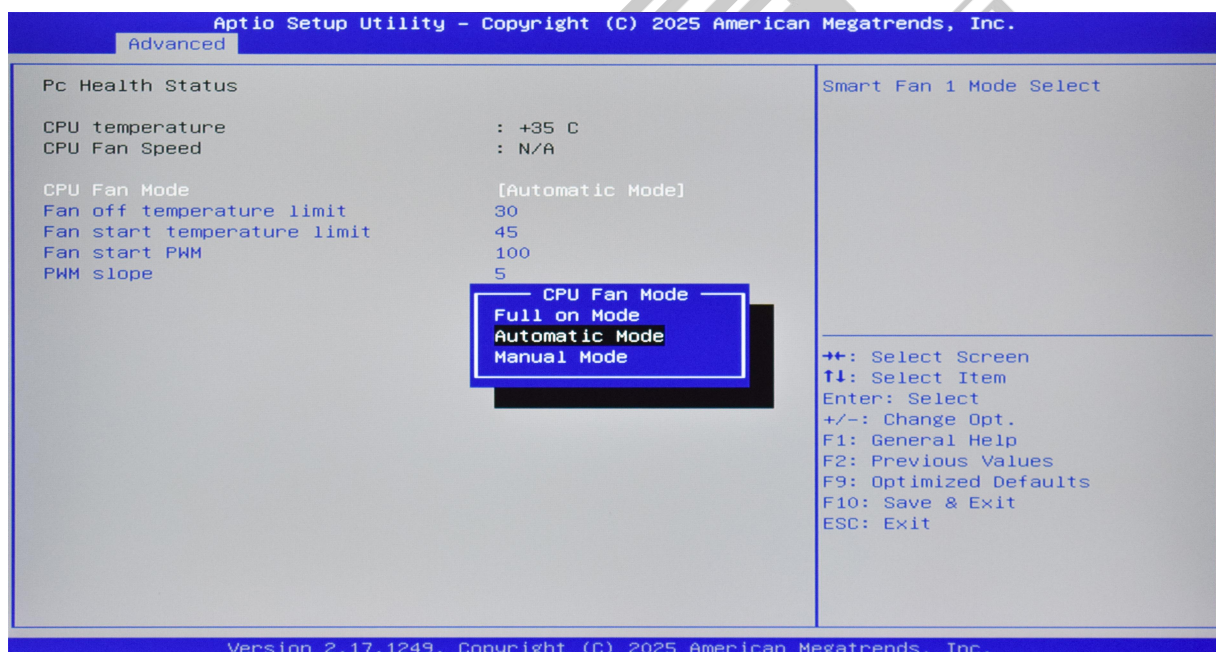 Aptio Setup Utility – Copyright (C) 2025 American Megatrends, Inc.
Advanced
Pc Health Status
CPU temperature : +35 C
CPU Fan Speed : N/A
CPU Fan Mode [Automatic Mode]
Fan off temperature limit 30
Fan start temperature limit 45
Fan start PWM 100
PWM slope 5
CPU Fan Mode
Full on Mode
Automatic Mode
Manual Mode
Smart Fan 1 Mode Select
→←: Select Screen
↑↓: Select Item
Enter: Select
+/-: Change Opt.
F1: General Help
F2: Previous Values
F9: Optimized Defaults
F10: Save & Exit
ESC: Exit
Version 2.17.1249. Copyright (C) 2025 American Megatrends, Inc.